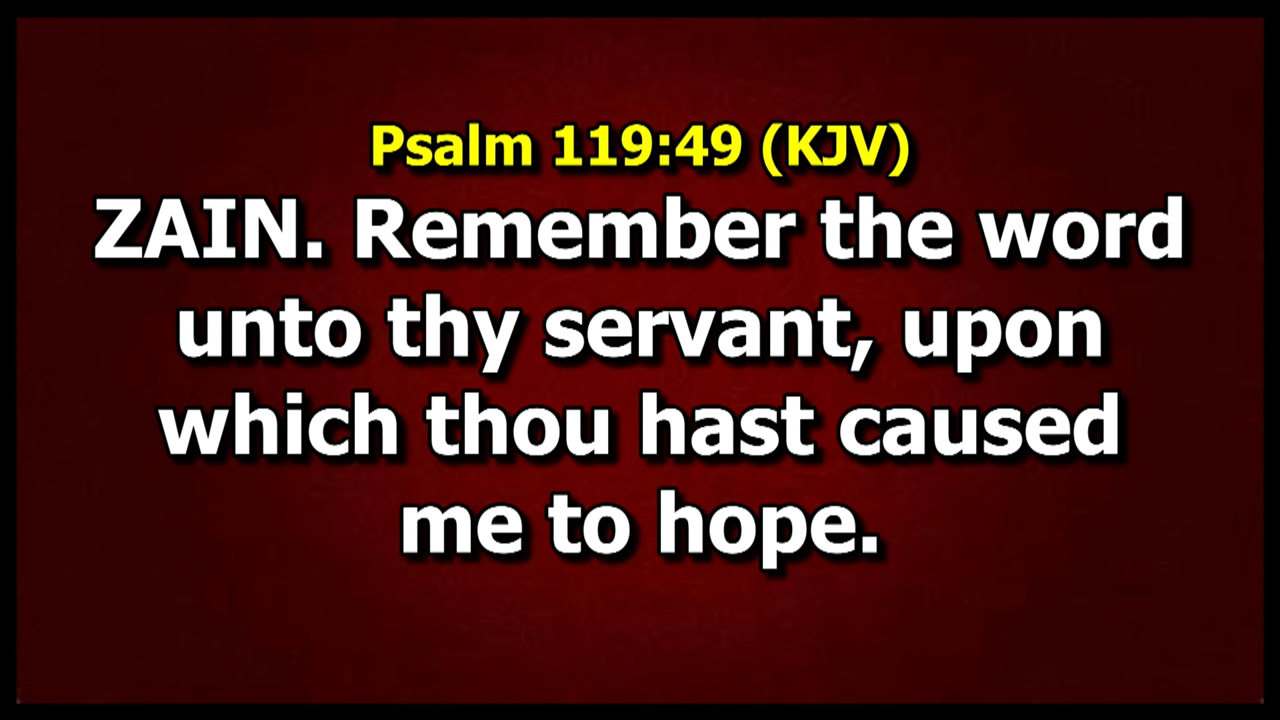 Psalm 119:49 (KJV)
ZAIN. Remember the word
unto thy servant, upon
which thou hast caused
me to hope.